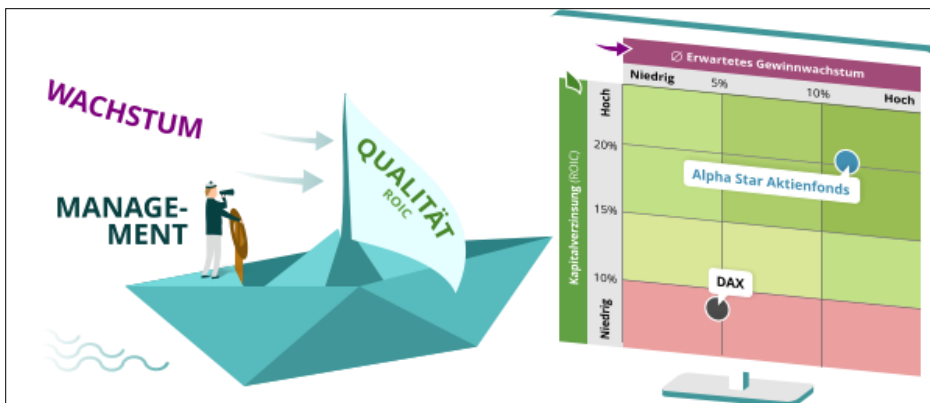 WACHSTUM
MANAGE-
MENT
QUALITÄT
ROIC
Ø Erwartetes Gewinnwachstum
Niedrig
5%
10%
Hoch
Kapitalverzinsung (ROIC)
Hoch
20%
15%
10%
Niedrig
Alpha Star Aktienfonds
DAX